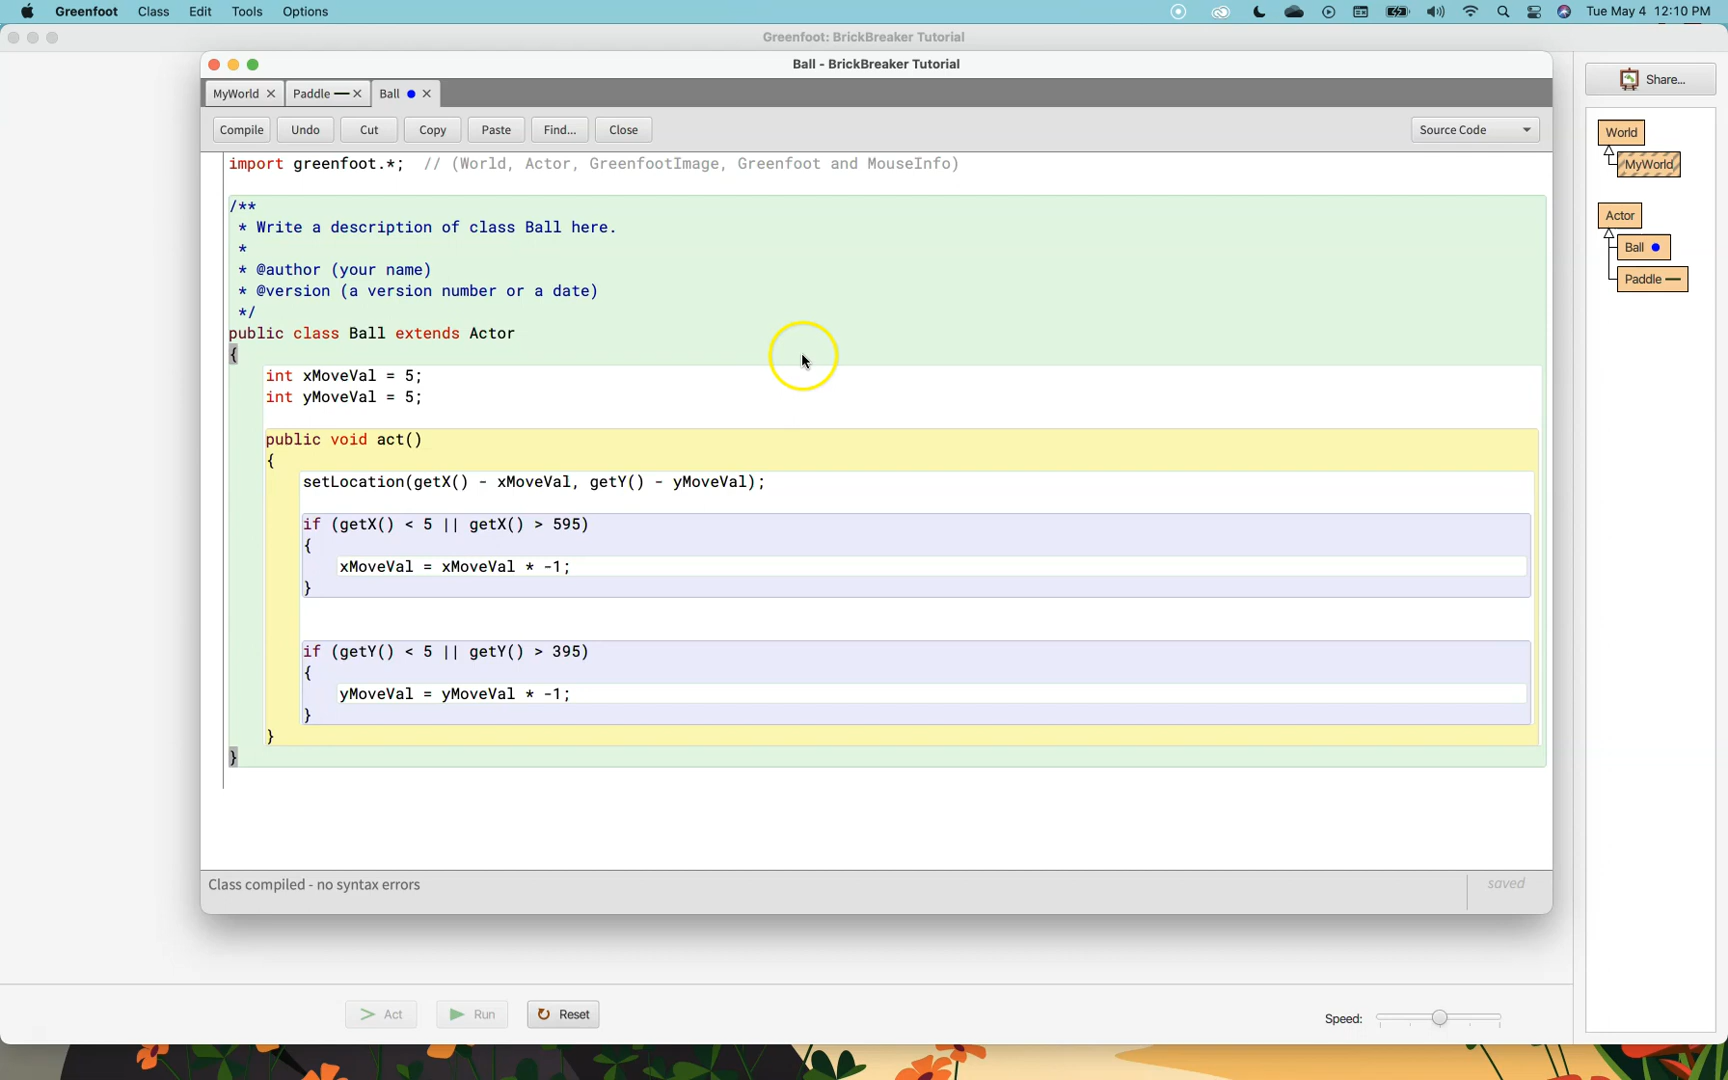 Greenfoot Class Edit Tools Options Tue May 4 12:10 PM
Greenfoot: BrickBreaker Tutorial
Ball - BrickBreaker Tutorial
MyWorld Paddle Ball
Compile Undo Cut Copy Paste Find... Close Source Code
Share...
import greenfoot.*; // (World, Actor, GreenfootImage, Greenfoot and MouseInfo)
/**
* Write a description of class Ball here.
*
* @author (your name)
* @version (a version number or a date)
*/
public class Ball extends Actor
{
int xMoveVal = 5;
int yMoveVal = 5;
public void act()
{
setLocation(getX() - xMoveVal, getY() - yMoveVal);
if (getX() < 5 || getX() > 595)
{
xMoveVal = xMoveVal * -1;
}
if (getY() < 5 || getY() > 395)
{
yMoveVal = yMoveVal * -1;
}
}
}
Class compiled - no syntax errors
saved
World
MyWorld
Actor
Ball
Paddle
Act Run Reset
Speed: